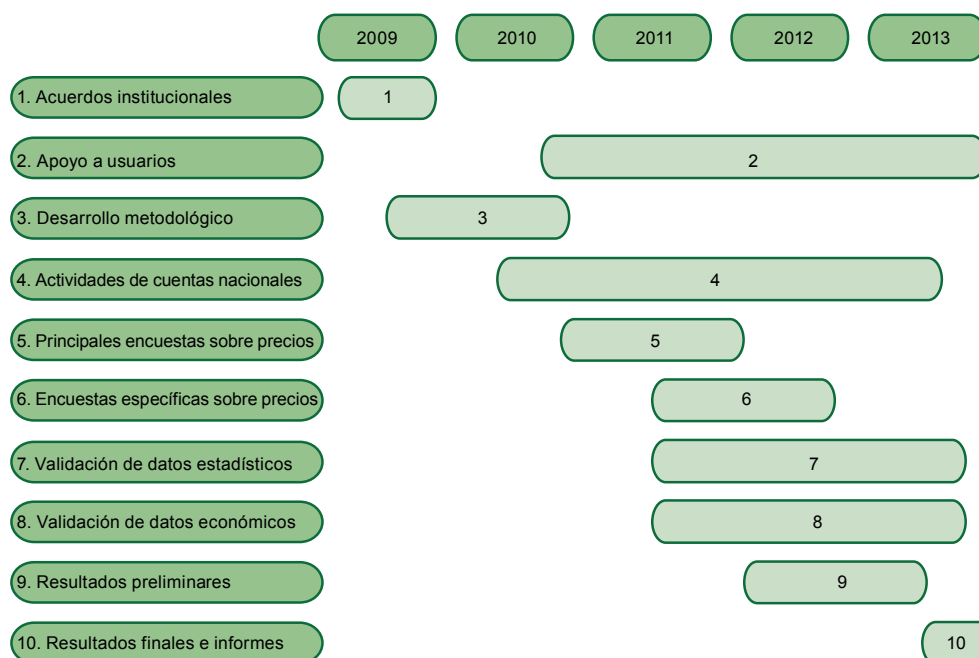 2009 2010 2011 2012 2013
1. Acuerdos institucionales 1
2. Apoyo a usuarios 2
3. Desarrollo metodológico 3
4. Actividades de cuentas nacionales 4
5. Principales encuestas sobre precios 5
6. Encuestas específicas sobre precios 6
7. Validación de datos estadísticos 7
8. Validación de datos económicos 8
9. Resultados preliminares 9
10. Resultados finales e informes 10